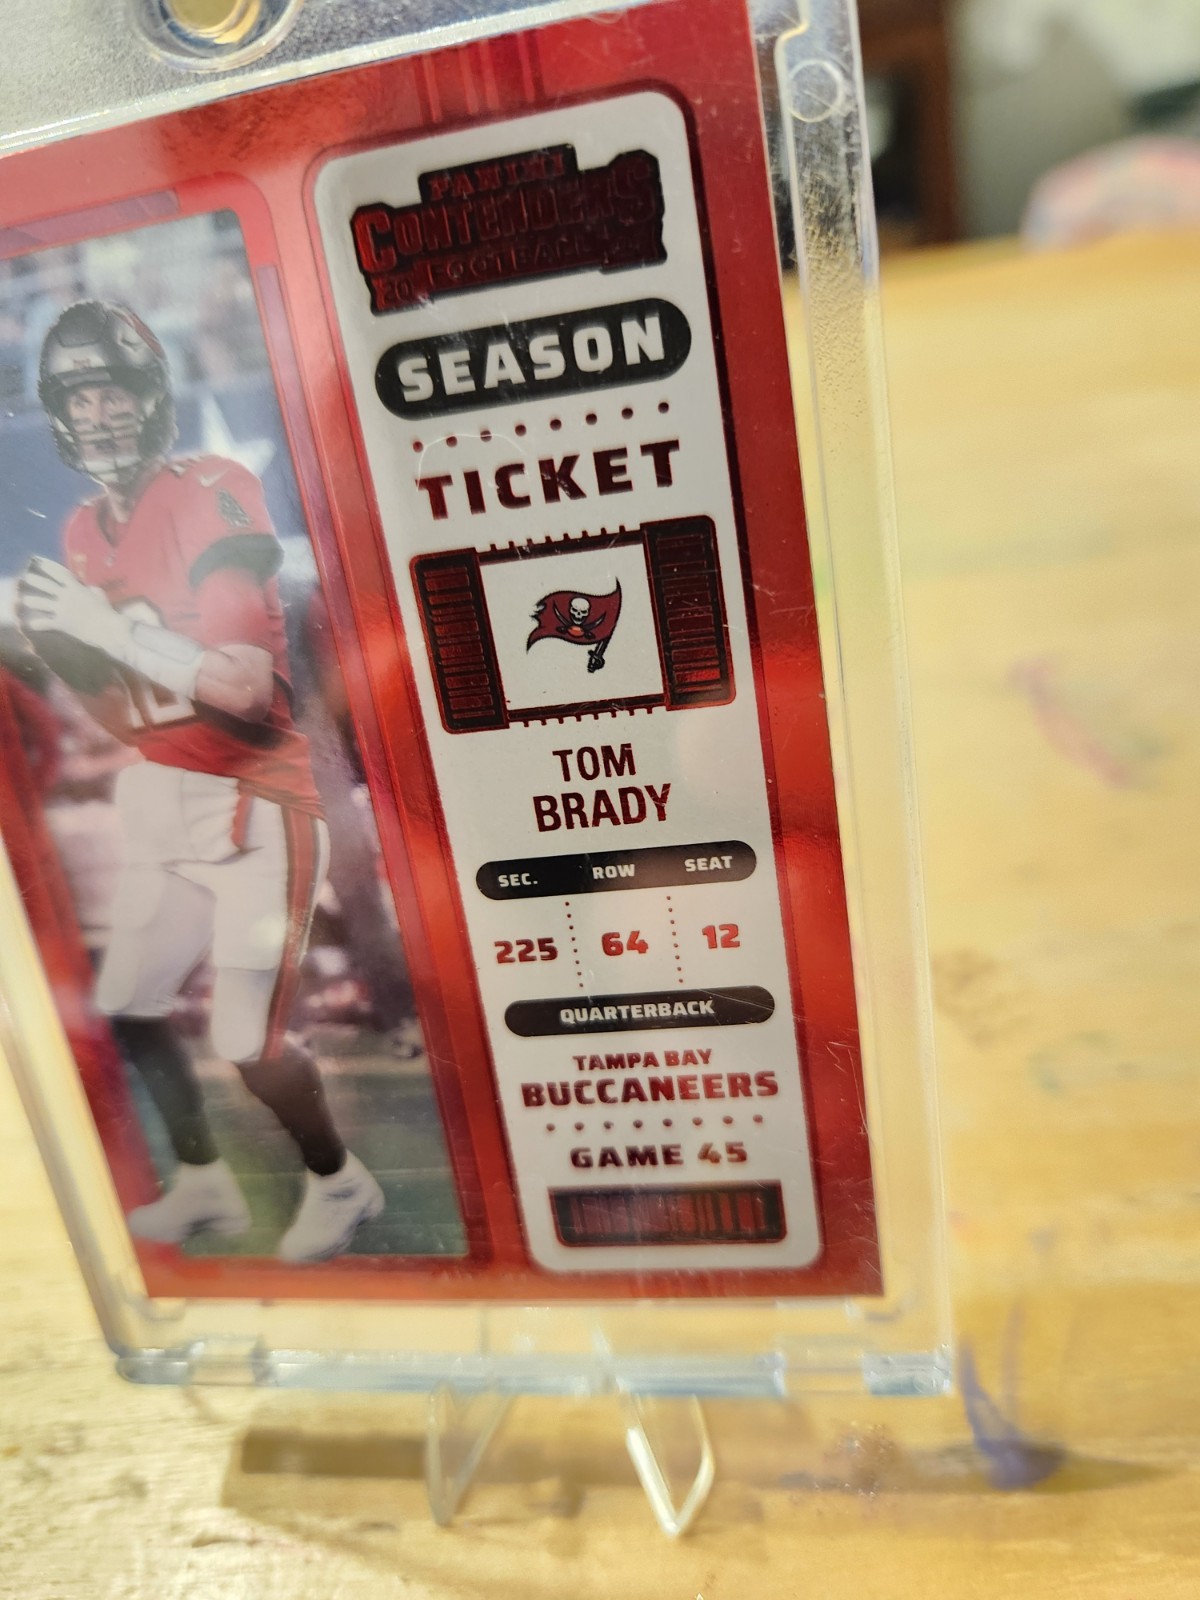 PANINI
CONTENDERS
20 FOOTBALL
SEASON
TICKET
TOM
BRADY
SEC. ROW SEAT
225 64 12
QUARTERBACK
TAMPA BAY
BUCCANEERS
GAME 45